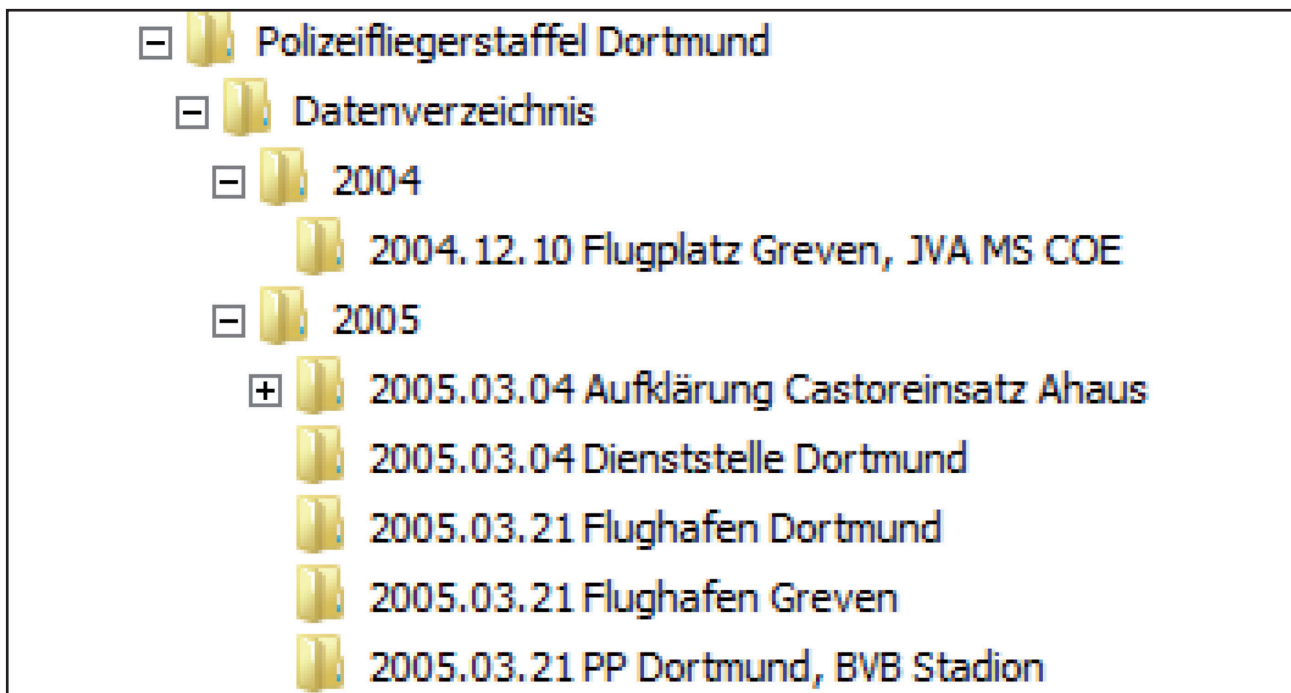 Polizeifliegerstaffel Dortmund
Datenverzeichnis
2004
2004.12.10 Flugplatz Greven, JVA MS COE
2005
2005.03.04 Aufklärung Castoreinsatz Ahaus
2005.03.04 Dienststelle Dortmund
2005.03.21 Flughafen Dortmund
2005.03.21 Flughafen Greven
2005.03.21 PP Dortmund, BVB Stadion